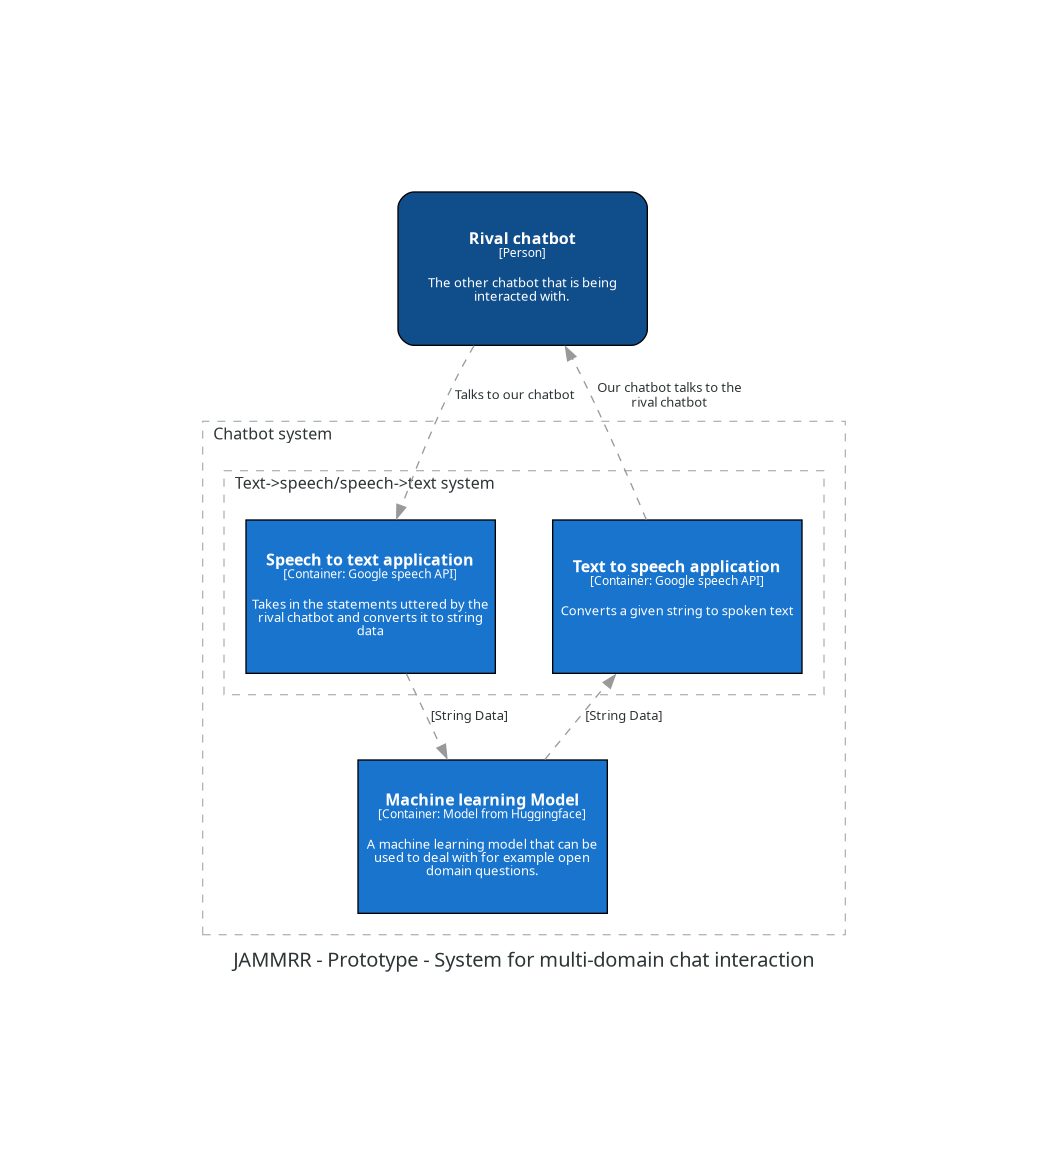 Rival chatbot
[Person]
The other chatbot that is being
interacted with.
Talks to our chatbot
Our chatbot talks to the
rival chatbot
Chatbot system
Text->speech/speech->text system
Speech to text application
[Container: Google speech API]
Takes in the statements uttered by the
rival chatbot and converts it to string
data
Text to speech application
[Container: Google speech API]
Converts a given string to spoken text
[String Data]
[String Data]
Machine learning Model
[Container: Model from Huggingface]
A machine learning model that can be
used to deal with for example open
domain questions.
JAMMRR - Prototype - System for multi-domain chat interaction